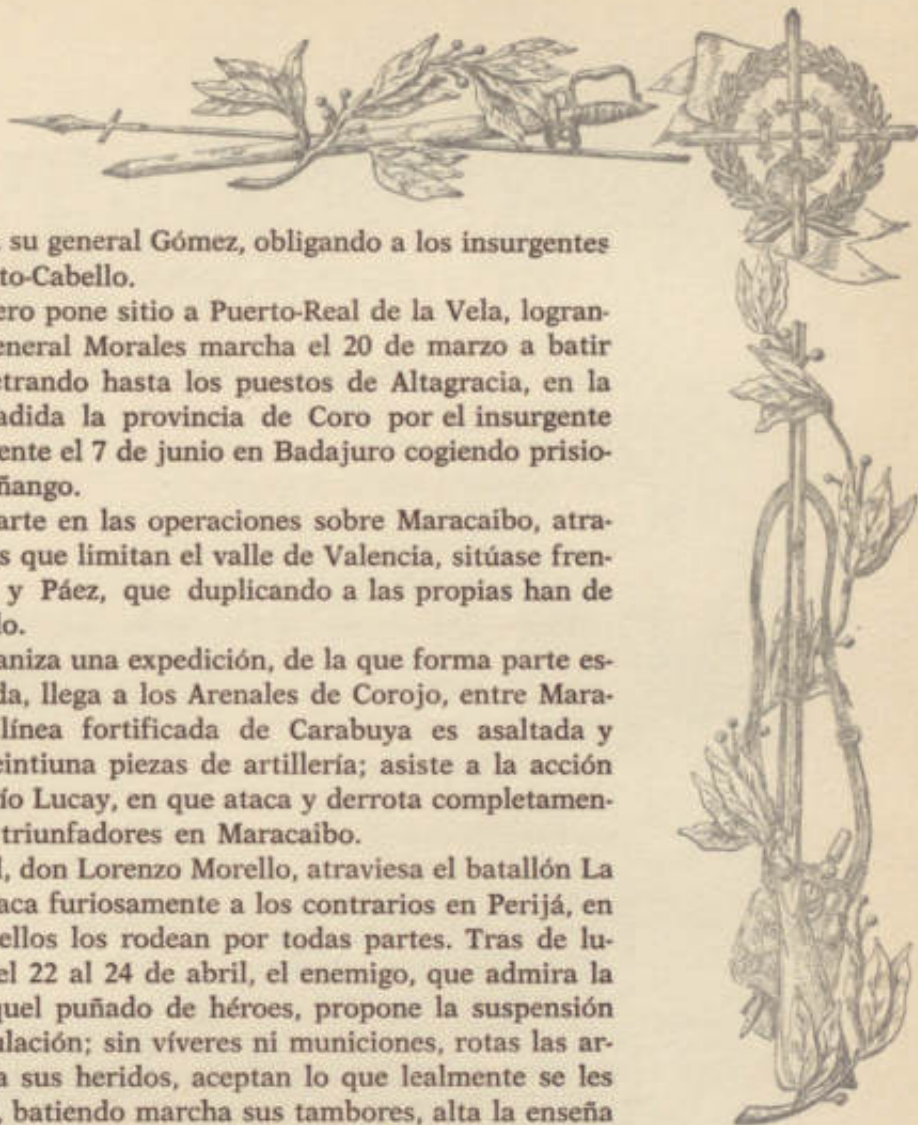 su general Gómez, obligando a los insurgentes
to-Cabello.
ero pone sitio a Puerto-Real de la Vela, logran-
eneral Morales marcha el 20 de marzo a batir
etrando hasta los puestos de Altagracia, en la
adida la provincia de Coro por el insurgente
ente el 7 de junio en Badajuro cogiendo prisio-
ñango.
arte en las operaciones sobre Maracaibo, atra-
s que limitan el valle de Valencia, sitúase fren-
y Páez, que duplicando a las propias han de
lo.
aniza una expedición, de la que forma parte es-
da, llega a los Arenales de Corojo, entre Mara-
línea fortificada de Carabuya es asaltada y
eintiuna piezas de artillería; asiste a la acción
ío Lucay, en que ataca y derrota completamen-
triunfadores en Maracaibo.
l, don Lorenzo Morello, atraviesa el batallón La
aca furiosamente a los contrarios en Perijá, en
ellos los rodean por todas partes. Tras de lu-
el 22 al 24 de abril, el enemigo, que admira la
quel puñado de héroes, propone la suspensión
ulación; sin víveres ni municiones, rotas las ar-
a sus heridos, aceptan lo que lealmente se les
, batiendo marcha sus tambores, alta la enseña